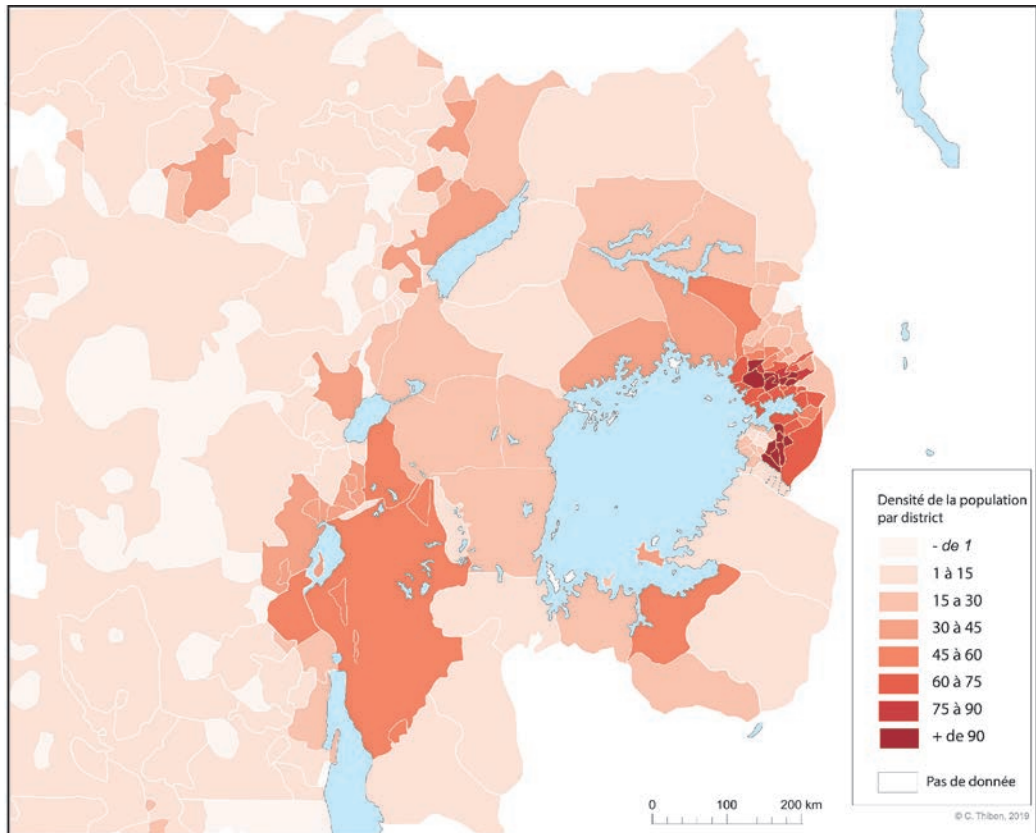 Densité de la population
par district
- de 1
1 à 15
15 a 30
30 à 45
45 à 60
60 à 75
75 à 90
+ de 90
Pas de donnée
0 100 200 km
© C. Thibon, 2019